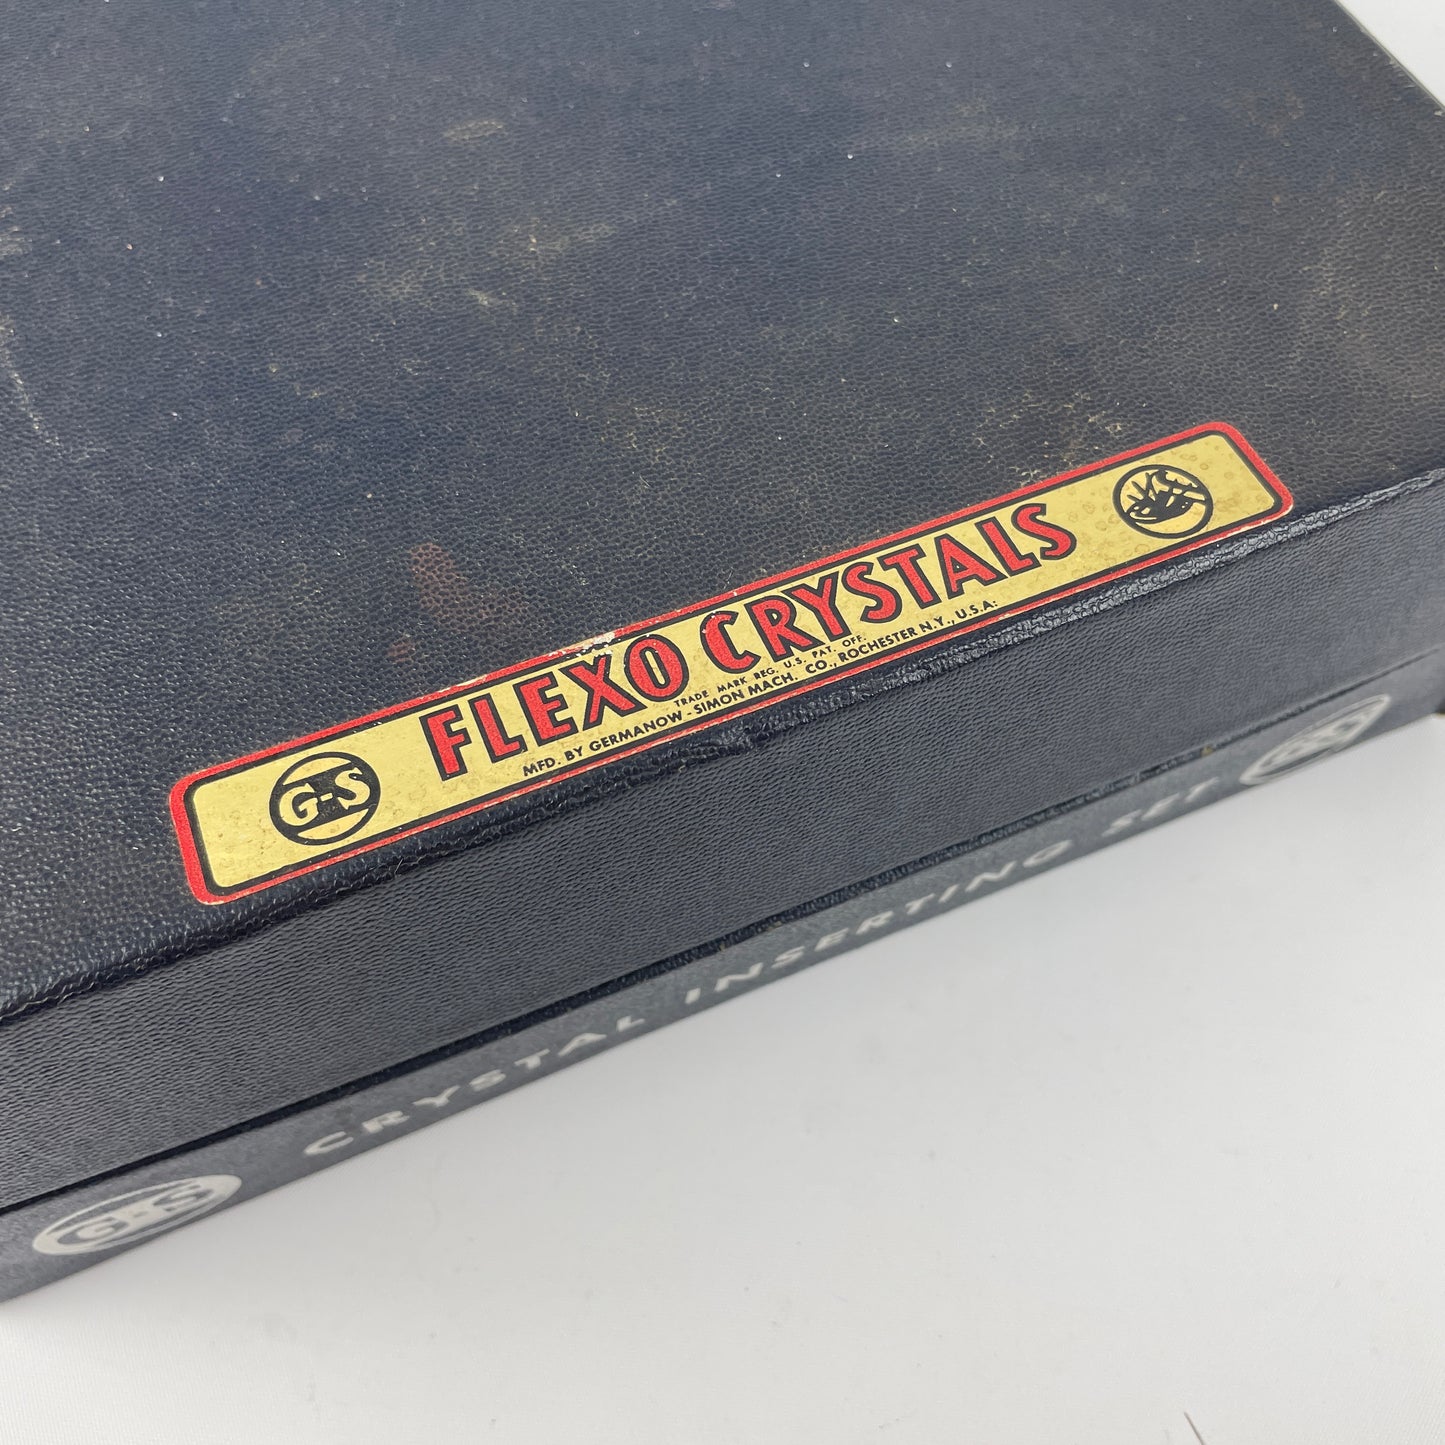 G-S
FLEXO CRYSTALS
TRADE MARK REG. U.S. PAT. OFF.
MFD. BY GERMANOW-SIMON MACH. CO., ROCHESTER N.Y., U.S.A.
G-S
CRYSTAL INSERTING SET